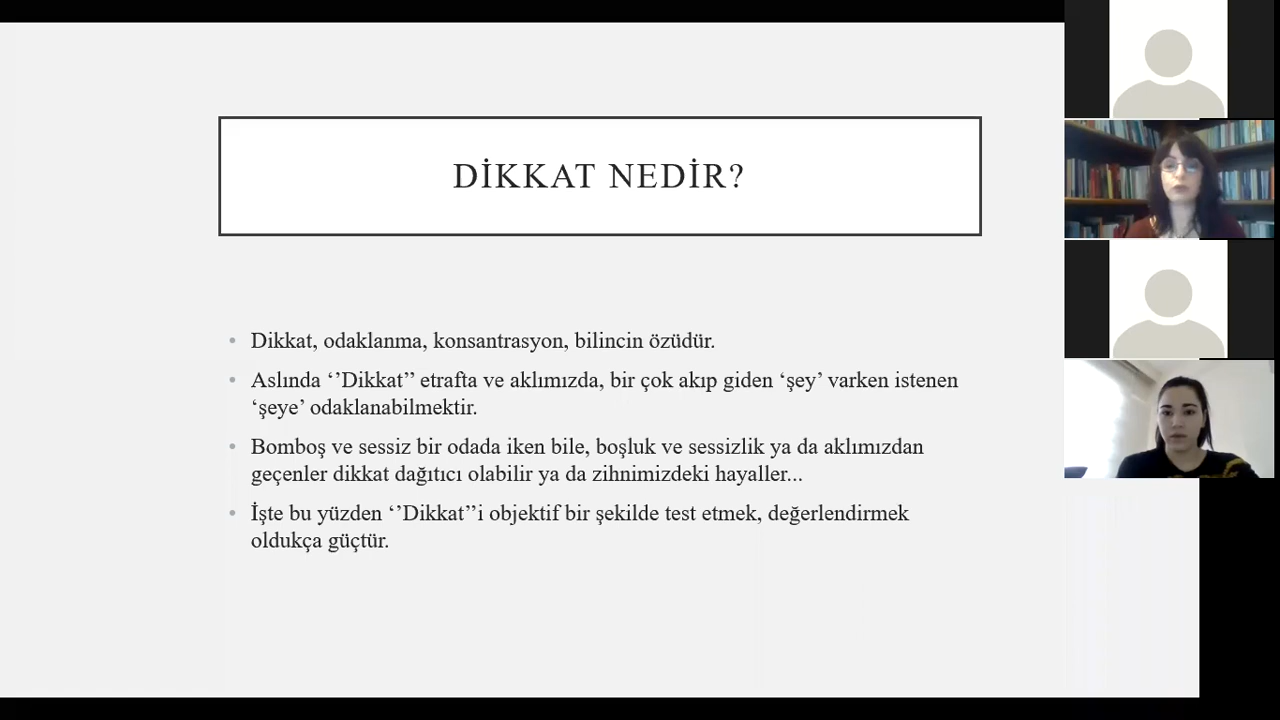 DİKKAT NEDİR?
• Dikkat, odaklanma, konsantrasyon, bilincin özüdür.
• Aslında ‘’Dikkat’’ etrafta ve aklımızda, bir çok akıp giden ‘şey’ varken istenen
‘şeye’ odaklanabilmektir.
• Bomboş ve sessiz bir odada iken bile, boşluk ve sessizlik ya da aklımızdan
geçenler dikkat dağıtıcı olabilir ya da zihnimizdeki hayaller...
• İşte bu yüzden ‘’Dikkat’’i objektif bir şekilde test etmek, değerlendirmek
oldukça güçtür.